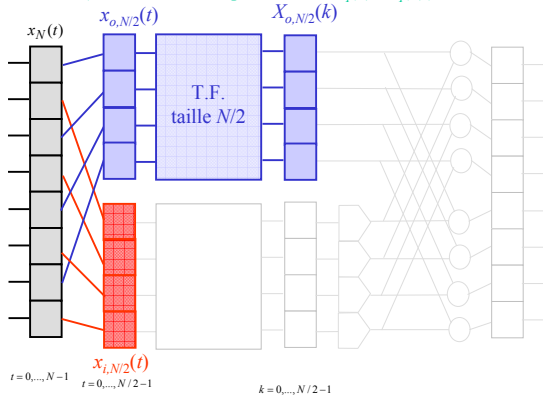 x_{o,N/2}(t)
X_{o,N/2}(k)
x_N(t)
T.F.
taille N/2
x_{i,N/2}(t)
t = 0,..., N −1
t = 0,..., N / 2 −1
k = 0,..., N / 2 −1